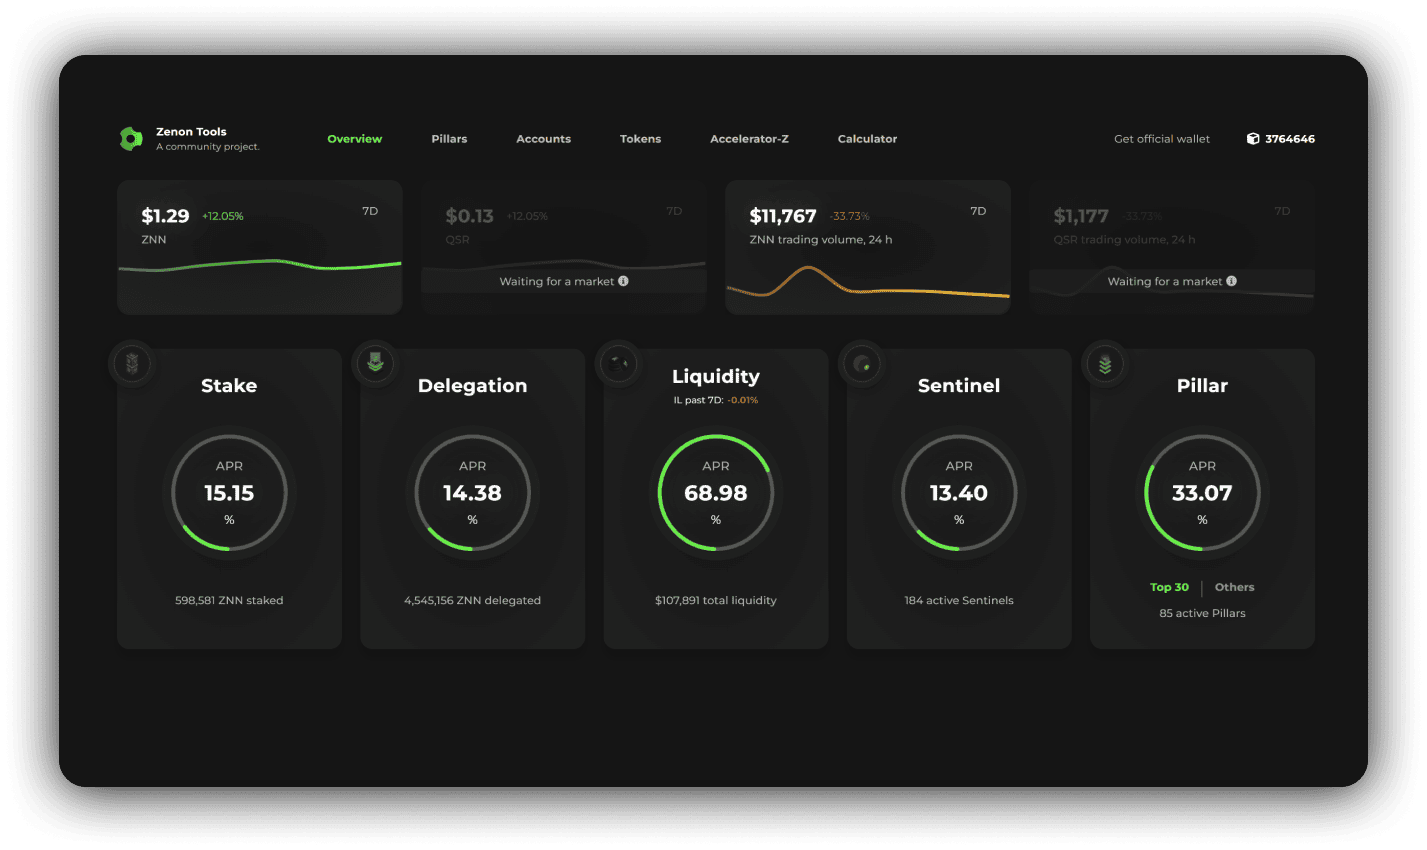 Zenon Tools
A community project.
Overview
Pillars
Accounts
Tokens
Accelerator-Z
Calculator
Get official wallet
3764646
$1.29 +12.05% 7D
ZNN
$0.13 +12.05% 7D
QSR
Waiting for a market
$11,767 -33.73% 7D
ZNN trading volume, 24 h
$1,177 -33.73% 7D
QSR trading volume, 24 h
Waiting for a market
Stake
APR
15.15
%
598,581 ZNN staked
Delegation
APR
14.38
%
4,545,156 ZNN delegated
Liquidity
IL past 7D: -0.01%
APR
68.98
%
$107,891 total liquidity
Sentinel
APR
13.40
%
184 active Sentinels
Pillar
APR
33.07
%
Top 30 | Others
85 active Pillars